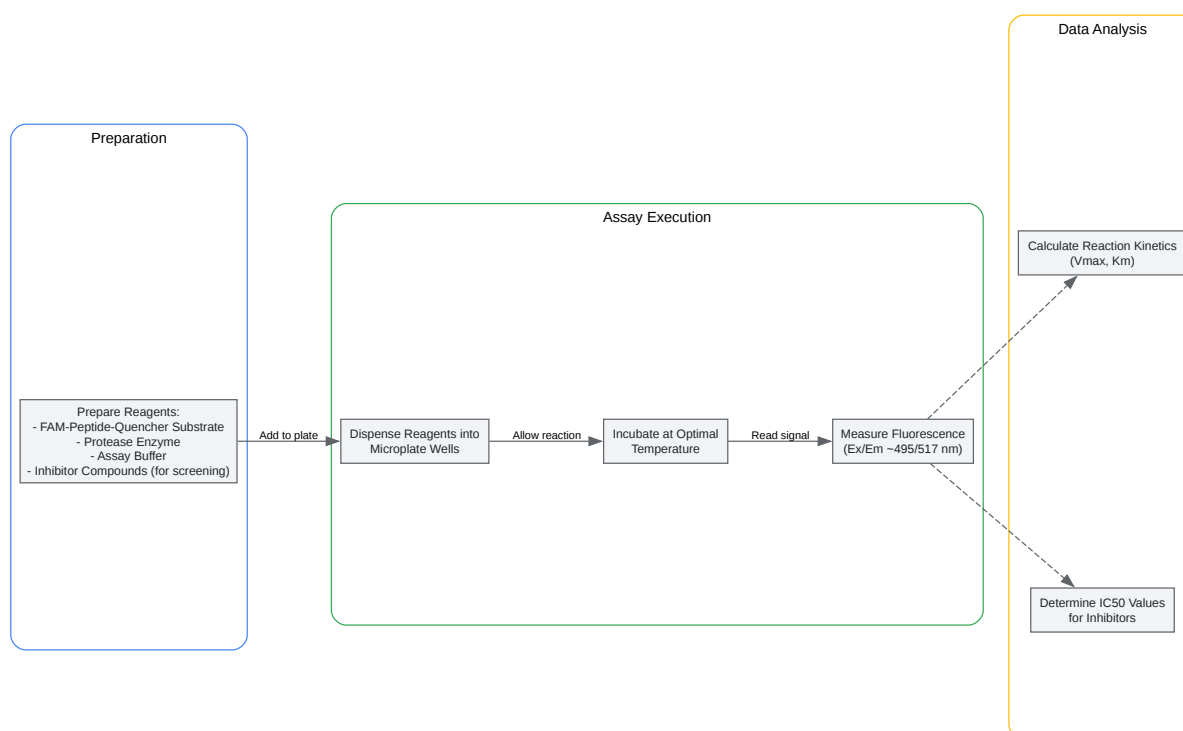 Preparation
Prepare Reagents:
- FAM-Peptide-Quencher Substrate
- Protease Enzyme
- Assay Buffer
- Inhibitor Compounds (for screening)
Add to plate
Assay Execution
Dispense Reagents into
Microplate Wells
Allow reaction
Incubate at Optimal
Temperature
Read signal
Measure Fluorescence
(Ex/Em ~495/517 nm)
Data Analysis
Calculate Reaction Kinetics
(Vmax, Km)
Determine IC50 Values
for Inhibitors